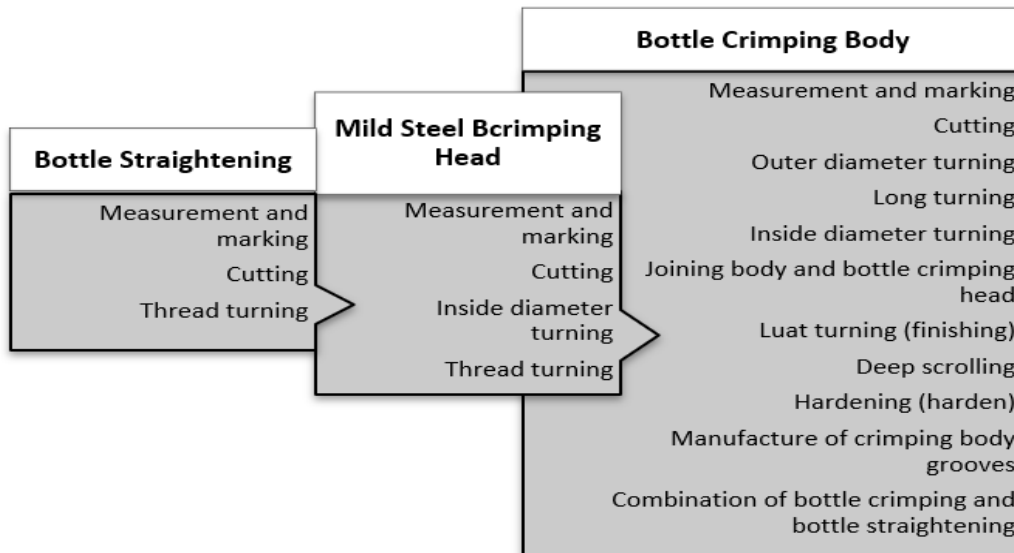 Bottle Straightening
Measurement and
marking
Cutting
Thread turning
Mild Steel Bcrimping
Head
Measurement and
marking
Cutting
Inside diameter
turning
Thread turning
Bottle Crimping Body
Measurement and marking
Cutting
Outer diameter turning
Long turning
Inside diameter turning
Joining body and bottle crimping
head
Luat turning (finishing)
Deep scrolling
Hardening (harden)
Manufacture of crimping body
grooves
Combination of bottle crimping and
bottle straightening